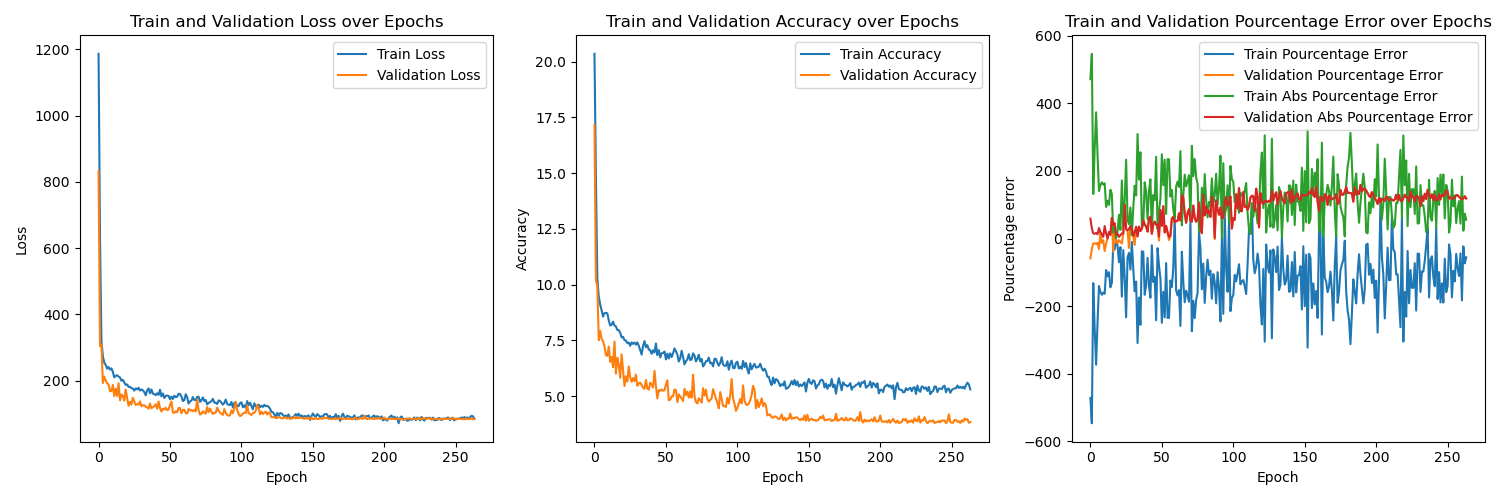 Train and Validation Loss over Epochs
Train Loss
Validation Loss
1200
1000
800
600
400
200
Loss
0
50
100
150
200
250
Epoch
Train and Validation Accuracy over Epochs
Train Accuracy
Validation Accuracy
20.0
17.5
15.0
12.5
10.0
7.5
5.0
Accuracy
0
50
100
150
200
250
Epoch
Train and Validation Pourcentage Error over Epochs
Train Pourcentage Error
Validation Pourcentage Error
Train Abs Pourcentage Error
Validation Abs Pourcentage Error
600
400
200
0
−200
−400
−600
Pourcentage error
0
50
100
150
200
250
Epoch